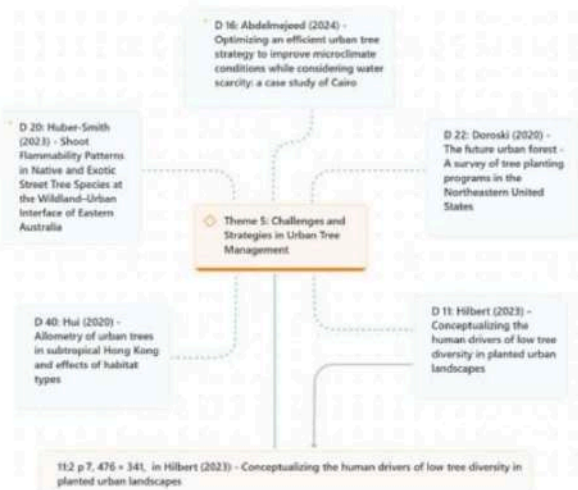 D 16: Abdelmejeed (2024) -
Optimizing an efficient urban tree
strategy to improve microclimate
conditions while considering water
scarcity: a case study of Cairo
D 20: Huber-Smith
(2023) - Shoot
Flammability Patterns
in Native and Exotic
Street Tree Species at
the Wildland–Urban
Interface of Eastern
Australia
D 22: Doroski (2020) -
The future urban forest -
A survey of tree planting
programs in the
Northeastern United
States
Theme 5: Challenges and
Strategies in Urban Tree
Management
D 40: Hui (2020) -
Allometry of urban trees
in subtropical Hong Kong
and effects of habitat
types
D 11: Hilbert (2023) -
Conceptualizing the
human drivers of low tree
diversity in planted urban
landscapes
11:2 p 7, 476 + 341, in Hilbert (2023) - Conceptualizing the human drivers of low tree diversity in
planted urban landscapes